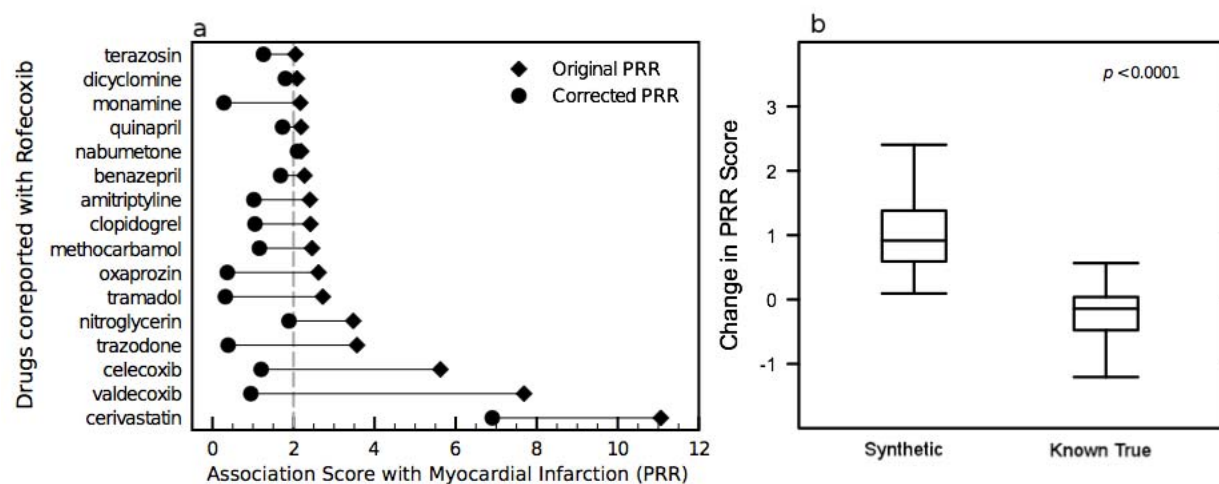 a
Drugs coreported with Rofecoxib
terazosin
dicyclomine
monamine
quinapril
nabumetone
benazepril
amitriptyline
clopidogrel
methocarbamol
oxaprozin
tramadol
nitroglycerin
trazodone
celecoxib
valdecoxib
cerivastatin
Original PRR
Corrected PRR
0 2 4 6 8 10 12
Association Score with Myocardial Infarction (PRR)
b
p < 0.0001
Change in PRR Score
3
2
1
0
-1
Synthetic Known True